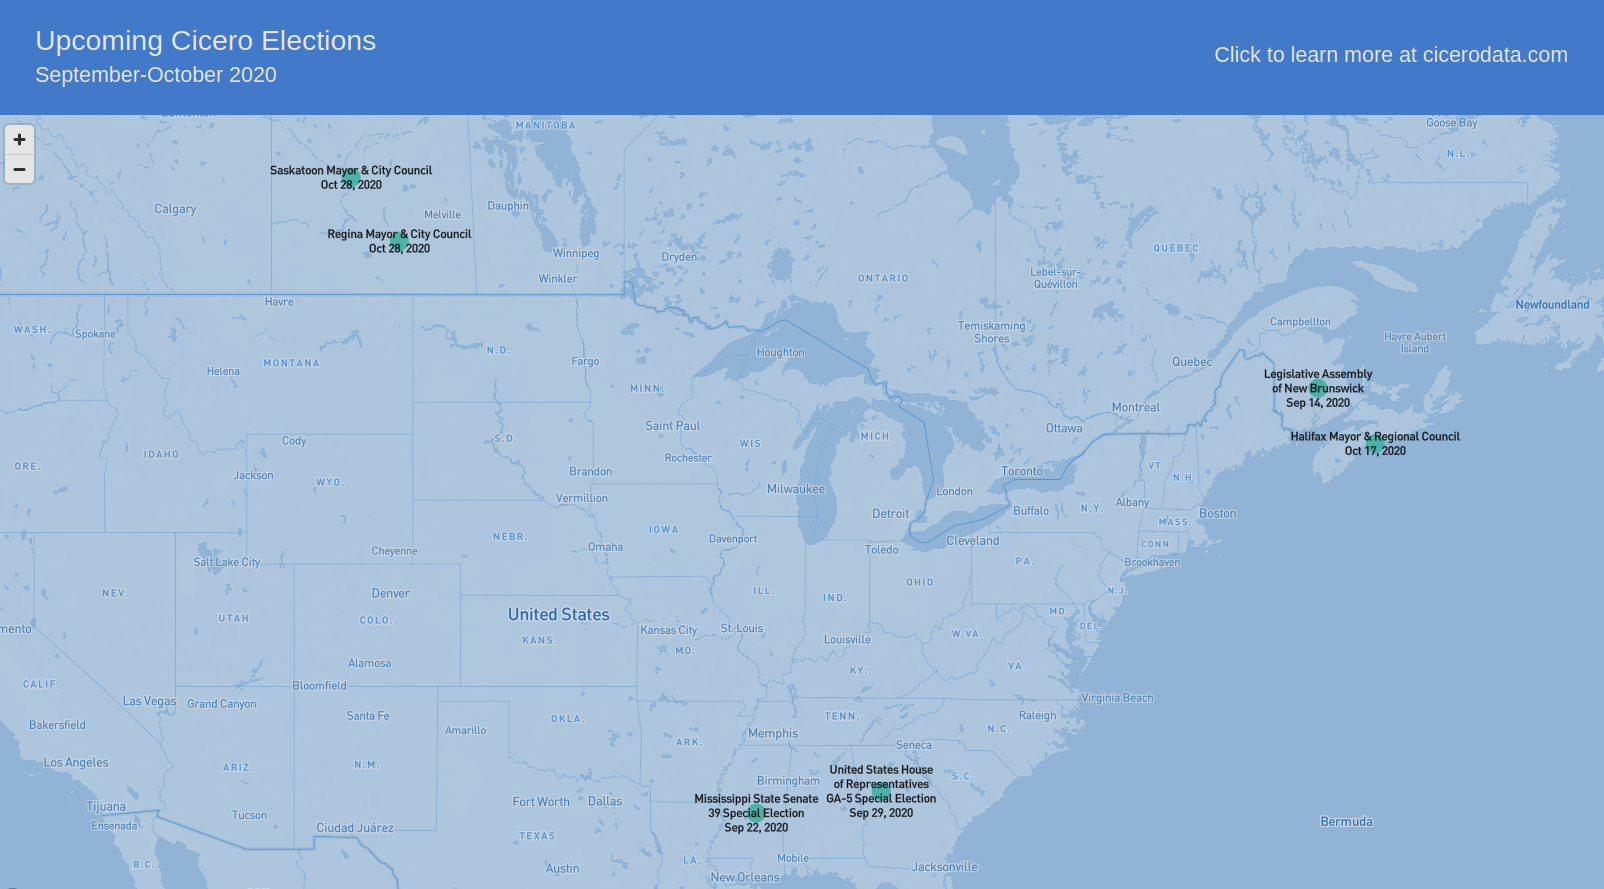 Upcoming Cicero Elections
September-October 2020
Click to learn more at cicerodata.com
+
−
MANITOBA
Goose Bay
N.L.
Saskatoon Mayor & City Council
Oct 28, 2020
Calgary
Melville
Dauphin
Regina Mayor & City Council
Oct 28, 2020
Winnipeg
Dryden
QUÉBEC
Winkler
ONTARIO
Lebel-sur-
Quévillon
Havre
Newfoundland
WASH.
Spokane
Temiskaming
Shores
Campbellton
Havre Aubert
Island
MONTANA
Helena
N.D.
Fargo
Houghton
Quebec
Legislative Assembly
of New Brunswick
Sep 14, 2020
MINN.
Montreal
Saint Paul
Ottawa
Cody
S.D.
WIS.
MICH.
Halifax Mayor & Regional Council
Oct 17, 2020
IDAHO
ORE.
Jackson
WYO.
Brandon
Rochester
Toronto
VT.
N.H.
Vermillion
Milwaukee
London
Albany
Detroit
Buffalo
N.Y.
Boston
MASS.
IOWA
NEBR.
Davenport
Cleveland
CONN.
Cheyenne
Omaha
Toledo
Salt Lake City
PA.
Brookhaven
NEV.
Denver
ILL.
IND.
OHIO
N.J.
UTAH
COLO.
United States
MD.
mento
Kansas City
St. Louis
W.VA.
DEL.
KANS.
MO.
Louisville
Alamosa
KY.
VA.
CALIF.
Bloomfield
Las Vegas
Grand Canyon
Virginia Beach
Bakersfield
Santa Fe
OKLA.
TENN.
Raleigh
Amarillo
Memphis
N.C.
ARK.
Seneca
Los Angeles
ARIZ.
N.M.
United States House
of Representatives
GA-5 Special Election
Sep 29, 2020
S.C.
Birmingham
Mississippi State Senate
39 Special Election
Sep 22, 2020
Tijuana
Fort Worth
Dallas
Tucson
Ensenada
Ciudad Juárez
Bermuda
TEXAS
B.C.
Austin
LA.
Mobile
Jacksonville
New Orleans